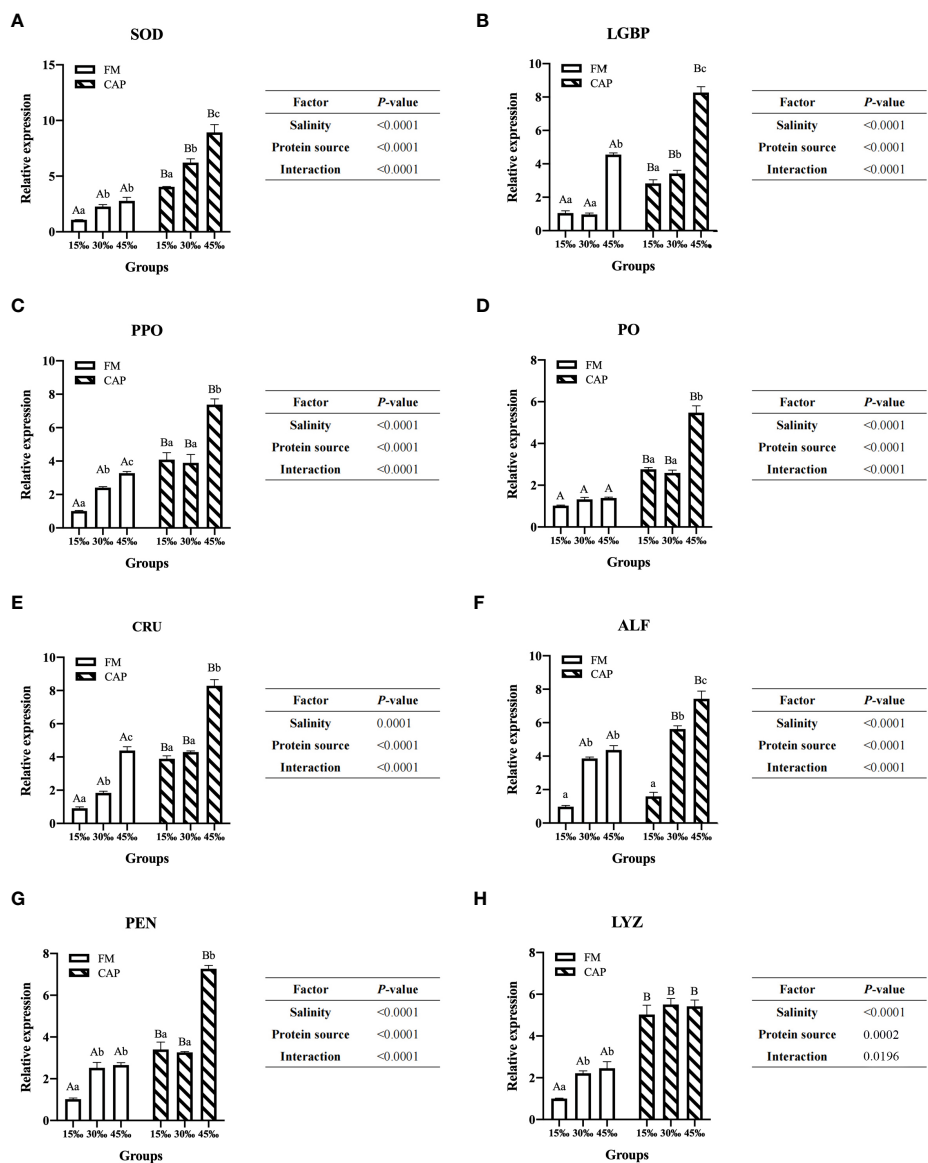 A
SOD
FM
CAP
Relative expression
15
10
5
0
Aa
Ab
Ab
Ba
Bb
Bc
15‰ 30‰ 45‰ 15‰ 30‰ 45‰
Groups
Factor P-value
Salinity <0.0001
Protein source <0.0001
Interaction <0.0001
B
LGBP
FM
CAP
Relative expression
10
8
6
4
2
0
Aa
Aa
Ab
Ba
Bb
Bc
15‰ 30‰ 45‰ 15‰ 30‰ 45‰
Groups
Factor P-value
Salinity <0.0001
Protein source <0.0001
Interaction <0.0001
C
PPO
FM
CAP
Relative expression
10
8
6
4
2
0
Aa
Ab
Ac
Ba
Ba
Bb
15‰ 30‰ 45‰ 15‰ 30‰ 45‰
Groups
Factor P-value
Salinity <0.0001
Protein source <0.0001
Interaction <0.0001
D
PO
FM
CAP
Relative expression
8
6
4
2
0
A
A
A
Ba
Ba
Bb
15‰ 30‰ 45‰ 15‰ 30‰ 45‰
Groups
Factor P-value
Salinity <0.0001
Protein source <0.0001
Interaction <0.0001
E
CRU
FM
CAP
Relative expression
10
8
6
4
2
0
Aa
Ab
Ac
Ba
Ba
Bb
15‰ 30‰ 45‰ 15‰ 30‰ 45‰
Groups
Factor P-value
Salinity 0.0001
Protein source <0.0001
Interaction <0.0001
F
ALF
FM
CAP
Relative expression
10
8
6
4
2
0
a
Ab
Ab
a
Bb
Bc
15‰ 30‰ 45‰ 15‰ 30‰ 45‰
Groups
Factor P-value
Salinity <0.0001
Protein source <0.0001
Interaction <0.0001
G
PEN
FM
CAP
Relative expression
8
6
4
2
0
Aa
Ab
Ab
Ba
Ba
Bb
15‰ 30‰ 45‰ 15‰ 30‰ 45‰
Groups
Factor P-value
Salinity <0.0001
Protein source <0.0001
Interaction <0.0001
H
LYZ
FM
CAP
Relative expression
8
6
4
2
0
Aa
Ab
Ab
B
B
B
15‰ 30‰ 45‰ 15‰ 30‰ 45‰
Groups
Factor P-value
Salinity <0.0001
Protein source 0.0002
Interaction 0.0196